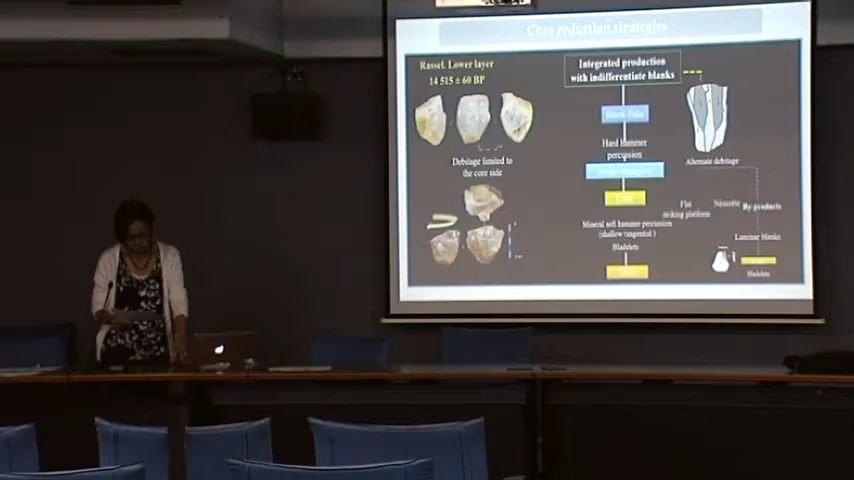 Core reduction strategies
Rassel. Lower layer
14 515 ± 60 BP
Integrated production
with indifferentiate blanks
Debitage limited to
the core side
Hard hammer
percussion
Alternate debitage
Flat
striking platform
By-products
Mineral soft hammer percussion
(shallow tangential)
Bladelets
Laminar blanks
Bladelets